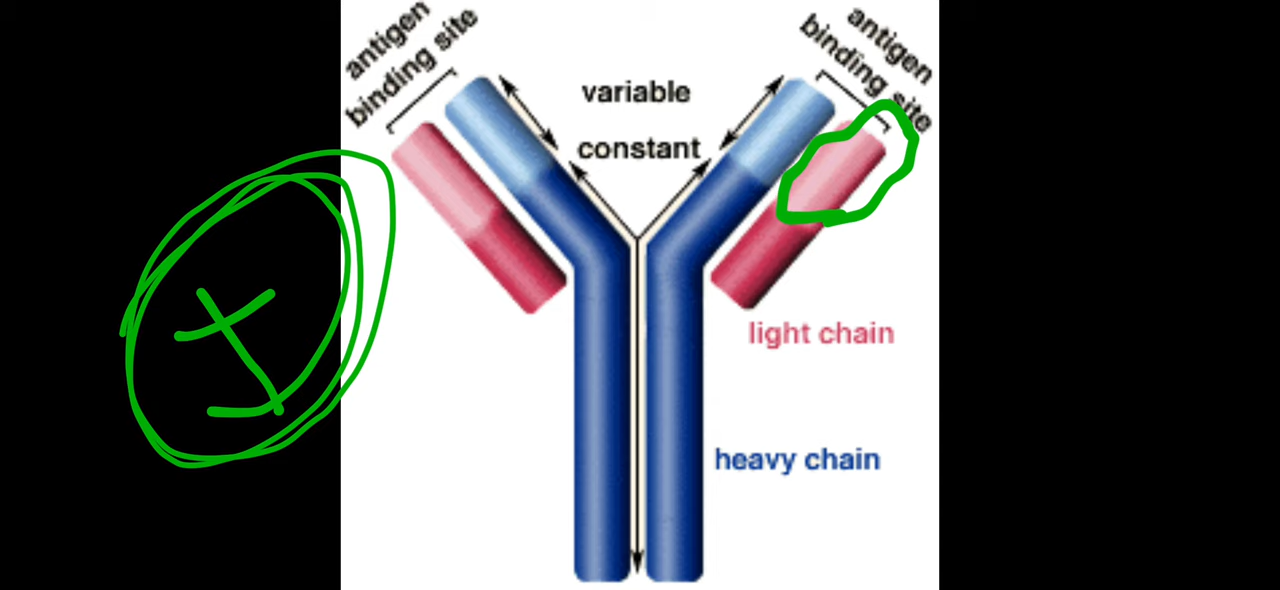 antigen
binding site
antigen
binding site
variable
constant
light chain
heavy chain